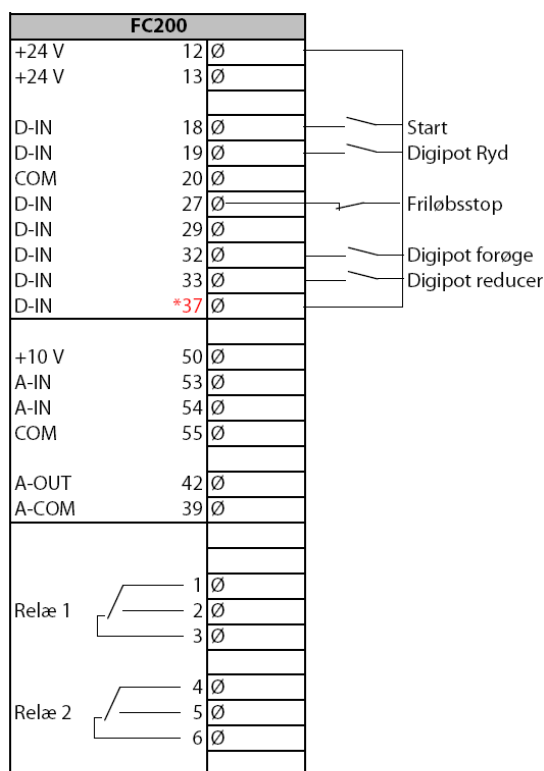 FC200
+24 V 12 Ø
+24 V 13 Ø
D-IN 18 Ø Start
D-IN 19 Ø Digipot Ryd
COM 20 Ø
D-IN 27 Ø Friløbsstop
D-IN 29 Ø
D-IN 32 Ø Digipot forøge
D-IN 33 Ø Digipot reducer
D-IN *37 Ø
+10 V 50 Ø
A-IN 53 Ø
A-IN 54 Ø
COM 55 Ø
A-OUT 42 Ø
A-COM 39 Ø
1 Ø
Relæ 1 2 Ø
3 Ø
4 Ø
Relæ 2 5 Ø
6 Ø